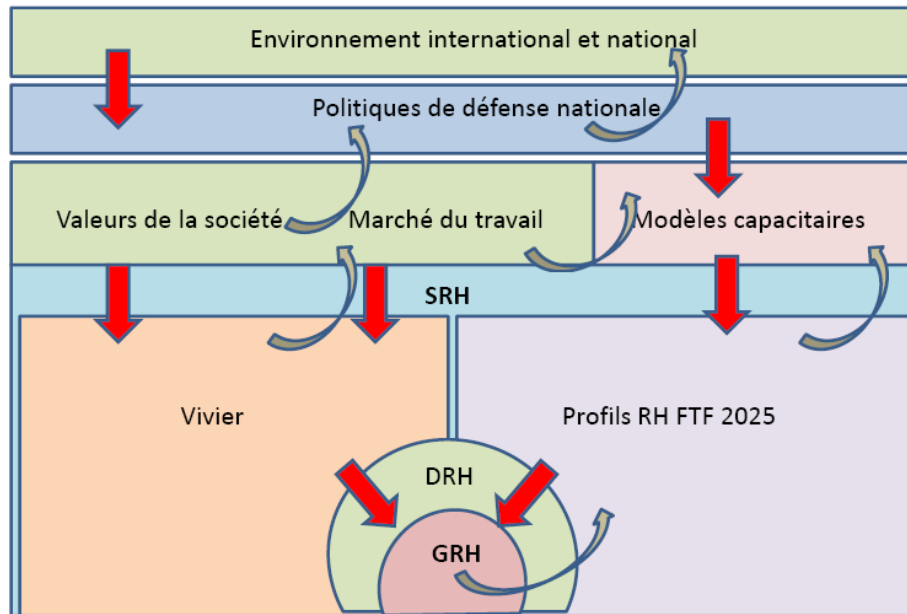 Environnement international et national
Politiques de défense nationale
Valeurs de la société
Marché du travail
Modèles capacitaires
SRH
Vivier
Profils RH FTF 2025
DRH
GRH